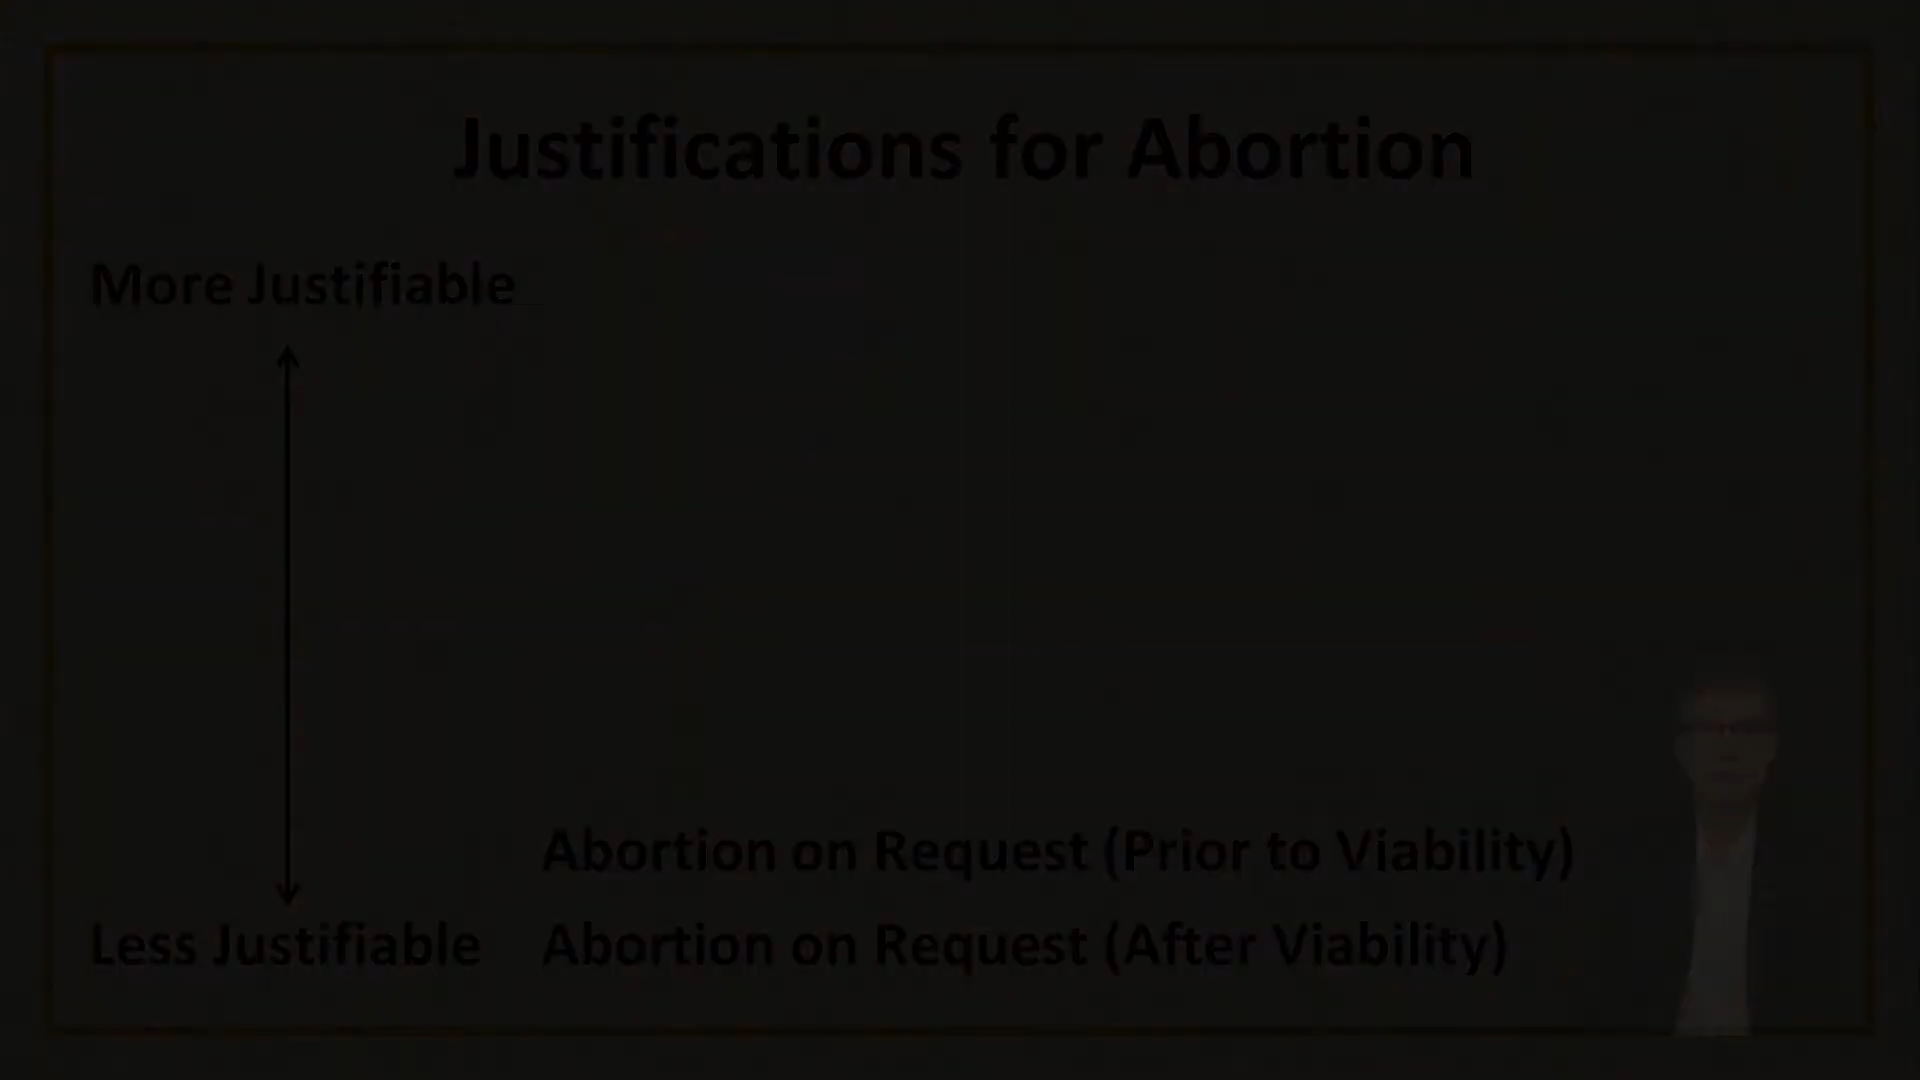 Justifications for Abortion
More Justifiable
Abortion on Request (Prior to Viability)
Less Justifiable
Abortion on Request (After Viability)